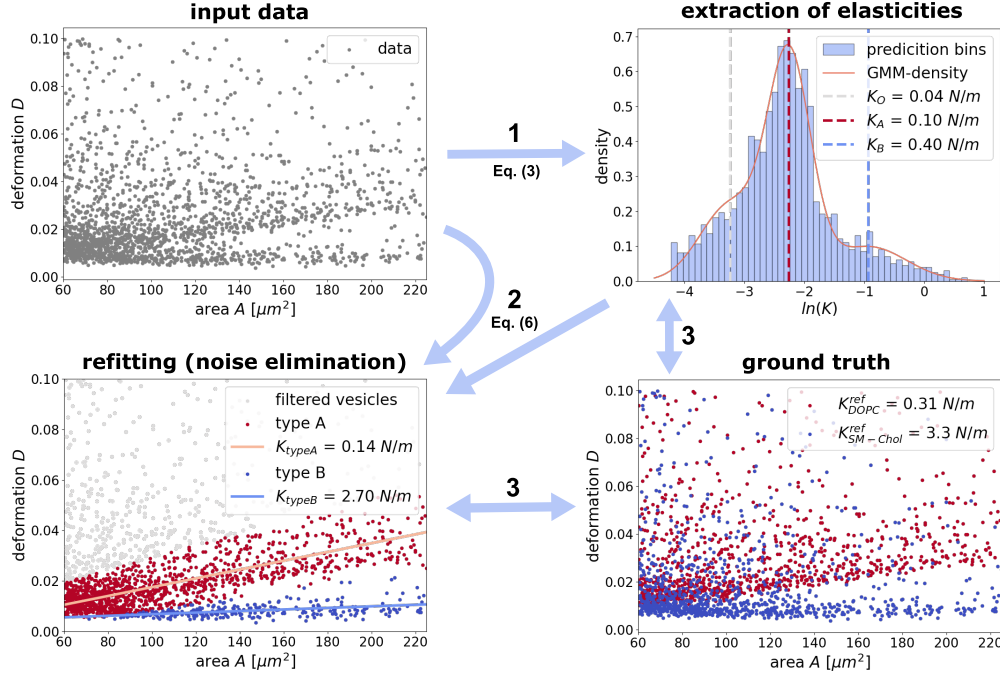 input data
deformation D
0.10
0.08
0.06
0.04
0.02
0.00
data
60 80 100 120 140 160 180 200 220
area A [μm²]
1
Eq. (3)
extraction of elasticities
density
0.7
0.6
0.5
0.4
0.3
0.2
0.1
0.0
predicition bins
GMM-density
K_O = 0.04 N/m
K_A = 0.10 N/m
K_B = 0.40 N/m
−4 −3 −2 −1 0 1
ln(K)
2
Eq. (6)
3
refitting (noise elimination)
deformation D
0.10
0.08
0.06
0.04
0.02
0.00
filtered vesicles
type A
K_typeA = 0.14 N/m
type B
K_typeB = 2.70 N/m
60 80 100 120 140 160 180 200 220
area A [μm²]
3
ground truth
deformation D
0.10
0.08
0.06
0.04
0.02
0.00
K^ref_DOPC = 0.31 N/m
K^ref_SM−Chol = 3.3 N/m
60 80 100 120 140 160 180 200 220
area A [μm²]